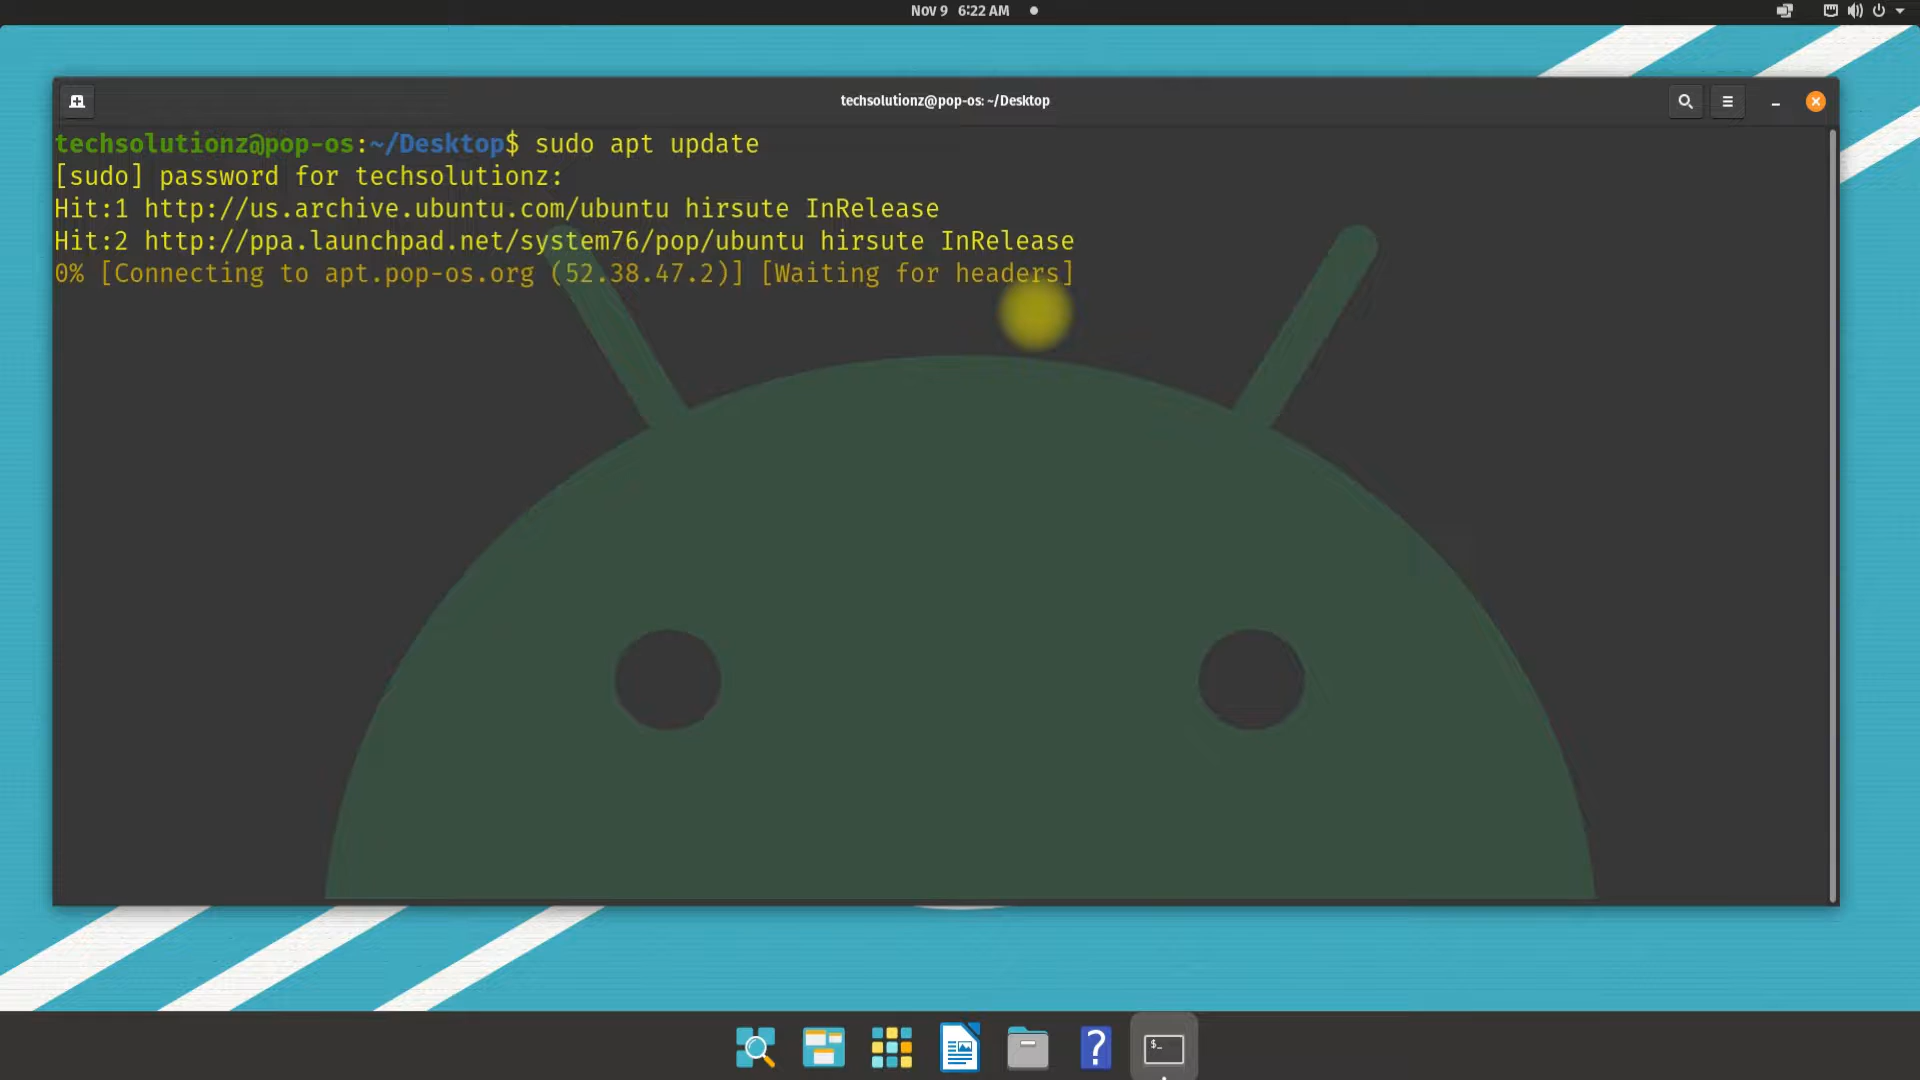 Nov 9 6:22 AM
techsolutionz@pop-os: ~/Desktop
techsolutionz@pop-os:~/Desktop$ sudo apt update
[sudo] password for techsolutionz:
Hit:1 http://us.archive.ubuntu.com/ubuntu hirsute InRelease
Hit:2 http://ppa.launchpad.net/system76/pop/ubuntu hirsute InRelease
0% [Connecting to apt.pop-os.org (52.38.47.2)] [Waiting for headers]
?
$_